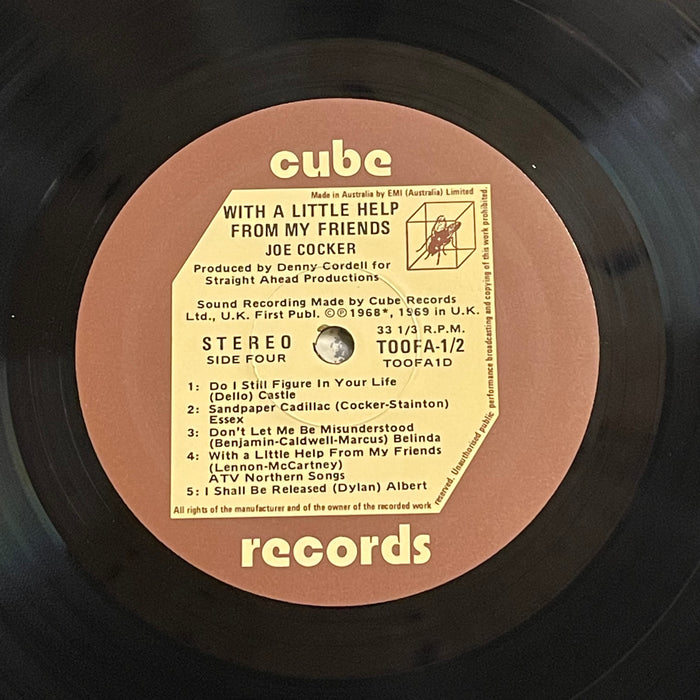 cube
Made in Australia by EMI (Australia) Limited
WITH A LITTLE HELP
FROM MY FRIENDS
JOE COCKER
Produced by Denny Cordell for
Straight Ahead Productions
Sound Recording Made by Cube Records
Ltd., U.K. First Publ. ©℗1968*, 1969 in U.K.
STEREO
SIDE FOUR
33 1/3 R.P.M.
TOOFA-1/2
TOOFA1D
1: Do I Still Figure In Your Life
(Dello) Castle
2: Sandpaper Cadillac (Cocker-Stainton)
Essex
3: Don't Let Me Be Misunderstood
(Benjamin-Caldwell-Marcus) Belinda
4: With a Little Help From My Friends
(Lennon-McCartney)
ATV Northern Songs
5: I Shall Be Released (Dylan) Albert
All rights of the manufacturer and of the owner of the recorded work
reserved. Unauthorised public
performance broadcasting and copying of this work prohibited.
records